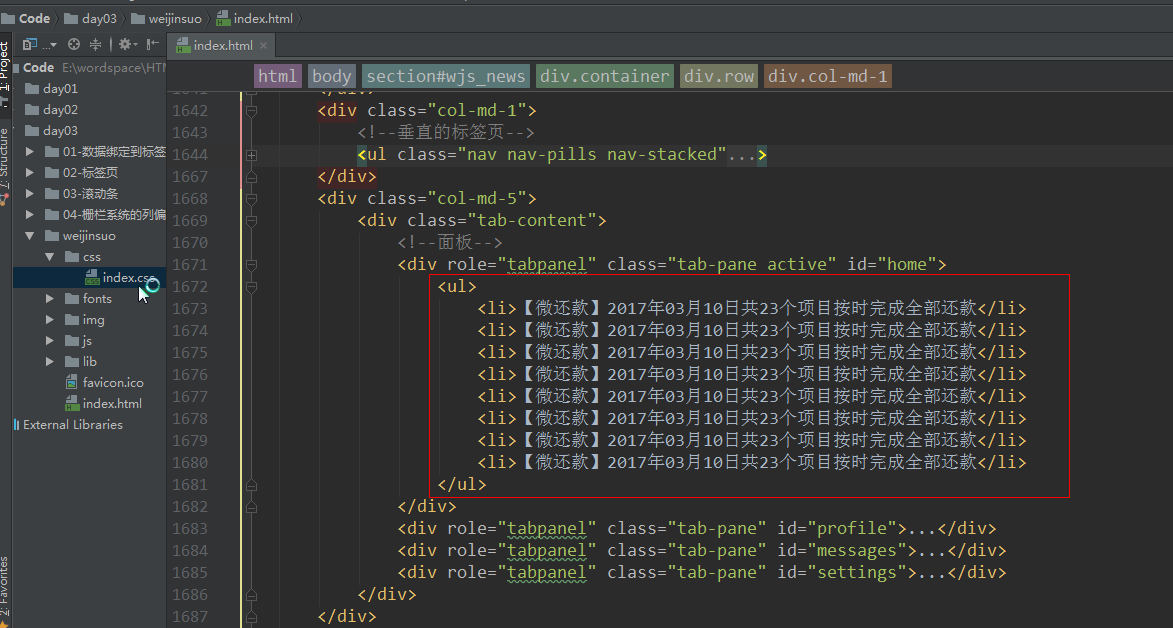 Code day03 weijinsuo index.html
index.html
1: Project
Code E:\wordspace\HTM
day01
day02
day03
01-数据绑定到标签
02-标签页
03-滚动条
04-栅栏系统的列偏
weijinsuo
css
index.css
fonts
img
js
lib
favicon.ico
index.html
External Libraries
Z: Structure
2: Favorites
html body section#wjs_news div.container div.row div.col-md-1
1642 <div class="col-md-1">
1643 <!--垂直的标签页-->
1644 <ul class="nav nav-pills nav-stacked"...>
1667 </div>
1668 <div class="col-md-5">
1669 <div class="tab-content">
1670 <!--面板-->
1671 <div role="tabpanel" class="tab-pane active" id="home">
1672 <ul>
1673 <li>【微还款】2017年03月10日共23个项目按时完成全部还款</li>
1674 <li>【微还款】2017年03月10日共23个项目按时完成全部还款</li>
1675 <li>【微还款】2017年03月10日共23个项目按时完成全部还款</li>
1676 <li>【微还款】2017年03月10日共23个项目按时完成全部还款</li>
1677 <li>【微还款】2017年03月10日共23个项目按时完成全部还款</li>
1678 <li>【微还款】2017年03月10日共23个项目按时完成全部还款</li>
1679 <li>【微还款】2017年03月10日共23个项目按时完成全部还款</li>
1680 <li>【微还款】2017年03月10日共23个项目按时完成全部还款</li>
1681 </ul>
1682 </div>
1683 <div role="tabpanel" class="tab-pane" id="profile">...</div>
1684 <div role="tabpanel" class="tab-pane" id="messages">...</div>
1685 <div role="tabpanel" class="tab-pane" id="settings">...</div>
1686 </div>
1687 </div>